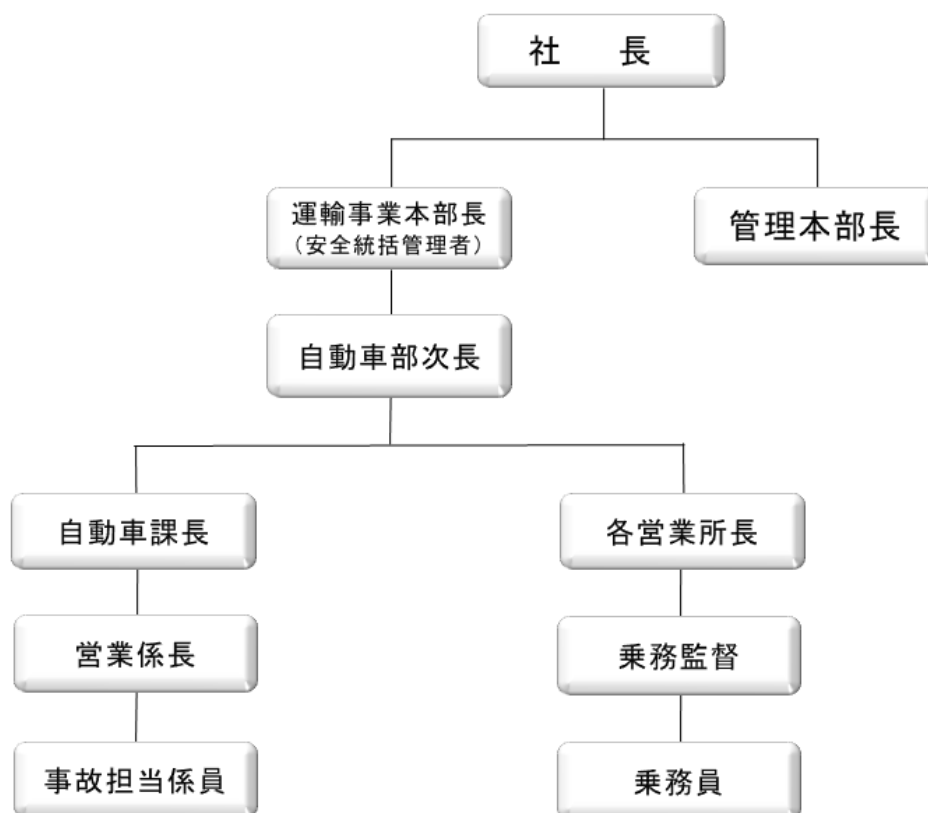 社　長
運輸事業本部長
（安全統括管理者）
管理本部長
自動車部次長
自動車課長
各営業所長
営業係長
乗務監督
事故担当係員
乗務員